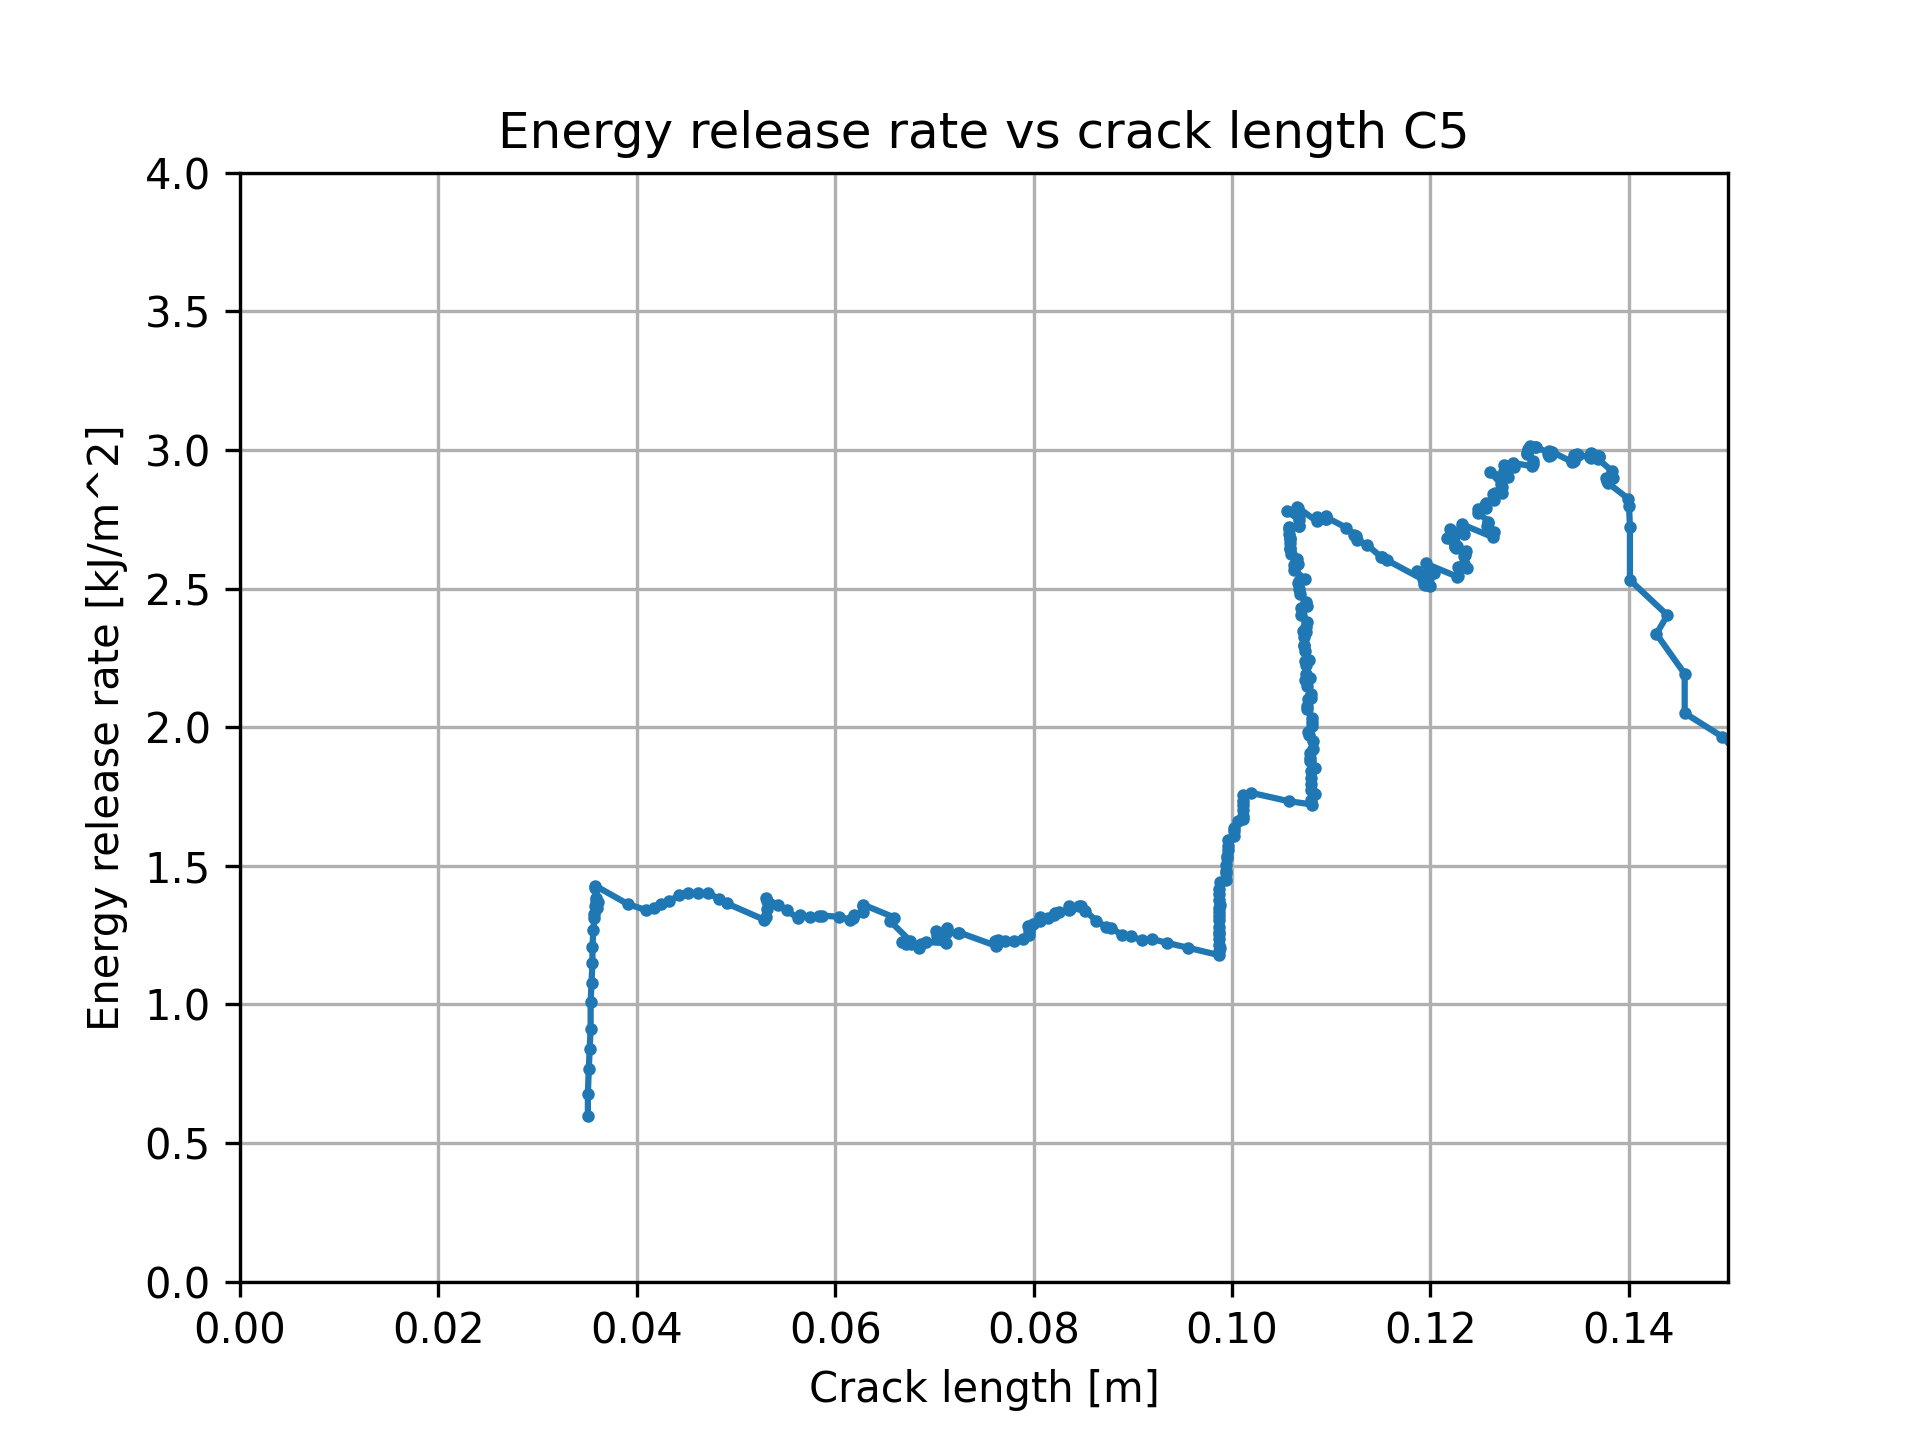 Energy release rate vs crack length C5
4.0
3.5
3.0
2.5
2.0
1.5
1.0
0.5
0.0
Energy release rate [kJ/m^2]
0.00 0.02 0.04 0.06 0.08 0.10 0.12 0.14
Crack length [m]